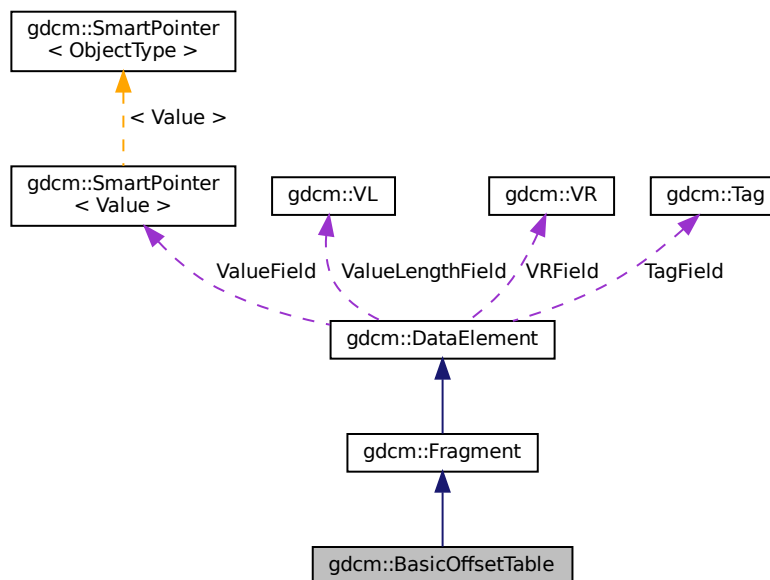 gdcm::SmartPointer
< ObjectType >
< Value >
gdcm::SmartPointer
< Value >
gdcm::VL
gdcm::VR
gdcm::Tag
ValueField
ValueLengthField
VRField
TagField
gdcm::DataElement
gdcm::Fragment
gdcm::BasicOffsetTable